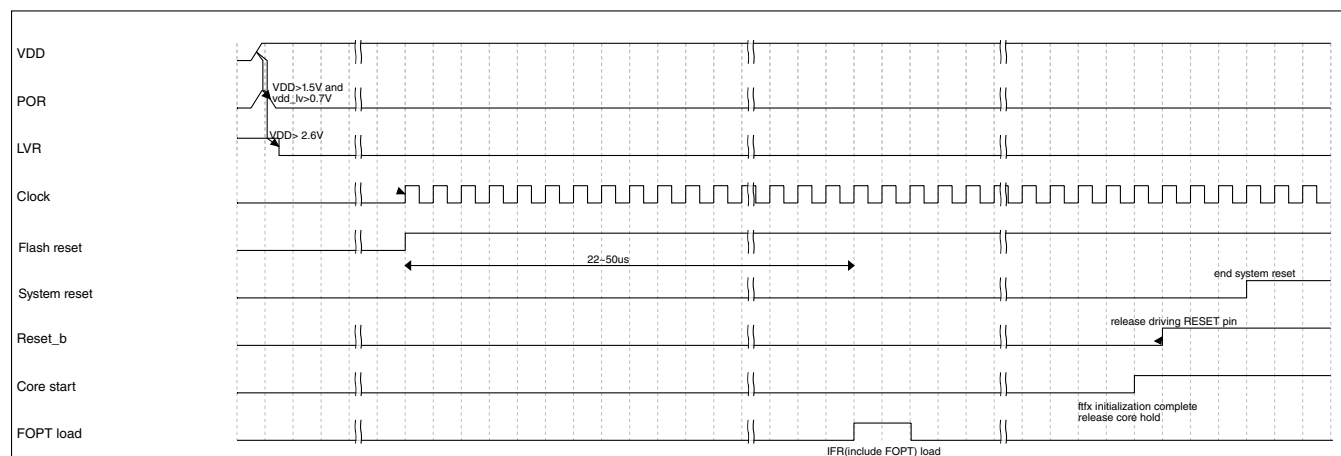 VDD
POR
VDD>1.5V and
vdd_lv>0.7V
LVR
VDD> 2.6V
Clock
Flash reset
22~50us
System reset
end system reset
Reset_b
release driving RESET pin
Core start
ftfx initialization complete
release core hold
FOPT load
IFR(include FOPT) load